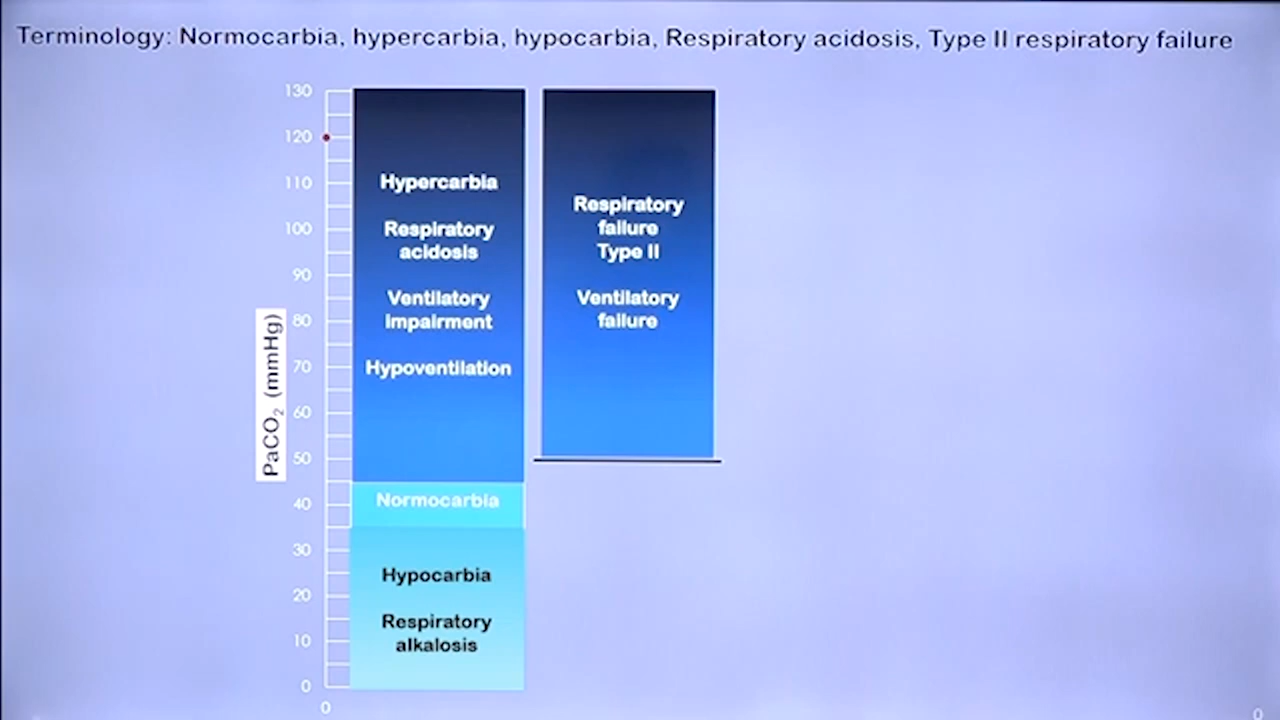 Terminology: Normocarbia, hypercarbia, hypocarbia, Respiratory acidosis, Type II respiratory failure
130
120
110
100
90
80
70
60
50
40
30
20
10
0
0
PaCO₂ (mmHg)
Hypercarbia
Respiratory
acidosis
Ventilatory
impairment
Hypoventilation
Normocarbia
Hypocarbia
Respiratory
alkalosis
Respiratory
failure
Type II
Ventilatory
failure
0